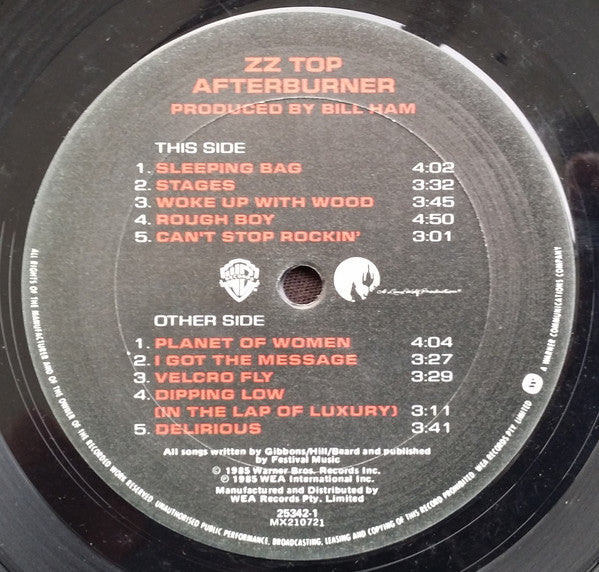 ZZ TOP
AFTERBURNER
PRODUCED BY BILL HAM
THIS SIDE
1. SLEEPING BAG 4:02
2. STAGES 3:32
3. WOKE UP WITH WOOD 3:45
4. ROUGH BOY 4:50
5. CAN'T STOP ROCKIN' 3:01
A Lone Wolf Production™
OTHER SIDE
1. PLANET OF WOMEN 4:04
2. I GOT THE MESSAGE 3:27
3. VELCRO FLY 3:29
4. DIPPING LOW
(IN THE LAP OF LUXURY) 3:11
5. DELIRIOUS 3:41
All songs written by Gibbons/Hill/Beard and published
by Festival Music
© 1985 Warner Bros. Records Inc.
℗ 1985 WEA International Inc.
Manufactured and Distributed by
WEA Records Pty. Limited
25342-1
MX210721
ALL RIGHTS OF THE MANUFACTURER AND OF THE OWNER OF THE RECORDED WORK RESERVED UNAUTHORISED PUBLIC PERFORMANCE, BROADCASTING, LEASING AND COPYING OF THIS RECORD PROHIBITED WEA RECORDS PTY. LIMITED A WARNER COMMUNICATIONS COMPANY